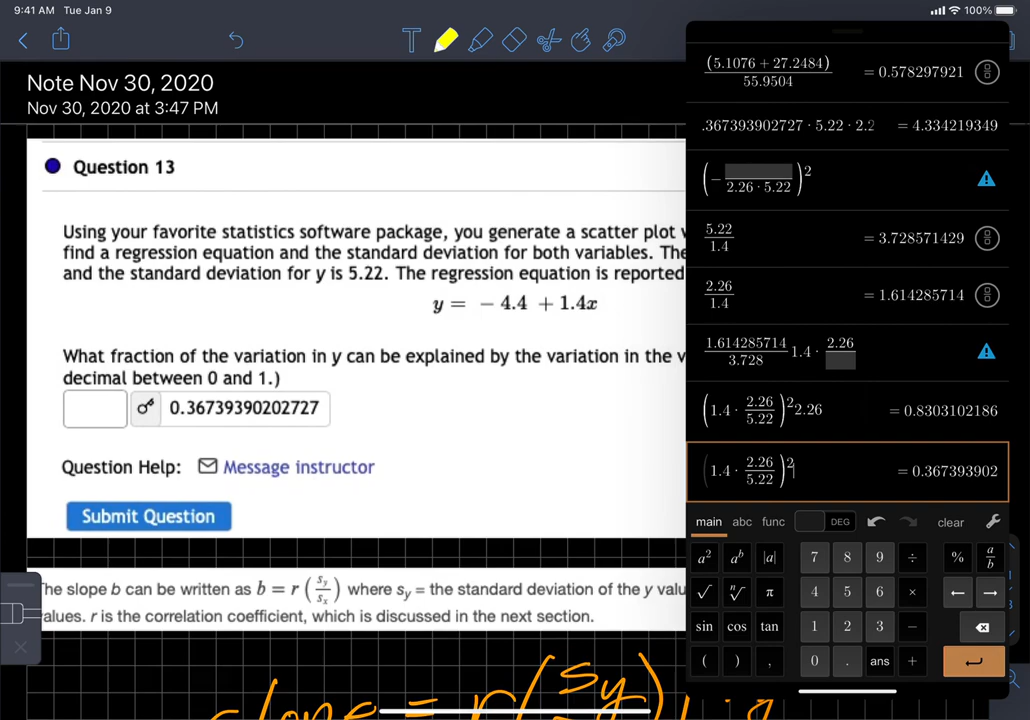 9:41 AM Tue Jan 9
100%
Note Nov 30, 2020
Nov 30, 2020 at 3:47 PM
Question 13
Using your favorite statistics software package, you generate a scatter plot
find a regression equation and the standard deviation for both variables. The
and the standard deviation for y is 5.22. The regression equation is reported
y = − 4.4 + 1.4x
What fraction of the variation in y can be explained by the variation in the
decimal between 0 and 1.)
0.36739390202727
Question Help: Message instructor
Submit Question
The slope b can be written as b = r (s_y/s_x) where s_y = the standard deviation of the y
values. r is the correlation coefficient, which is discussed in the next section.
slope = r(sy
(5.1076 + 27.2484)/55.9504 = 0.578297921
.367393902727 · 5.22 · 2.2 = 4.334219349
(− /2.26 · 5.22)²
5.22/1.4 = 3.728571429
2.26/1.4 = 1.614285714
1.614285714/3.728 1.4 · 2.26/
(1.4 · 2.26/5.22)² 2.26 = 0.8303102186
(1.4 · 2.26/5.22)² = 0.367393902
main abc func DEG clear
a² aᵇ |a| 7 8 9 ÷ % a/b
√ ⁿ√ π 4 5 6 × ← →
sin cos tan 1 2 3 −
( ) , 0 . ans +